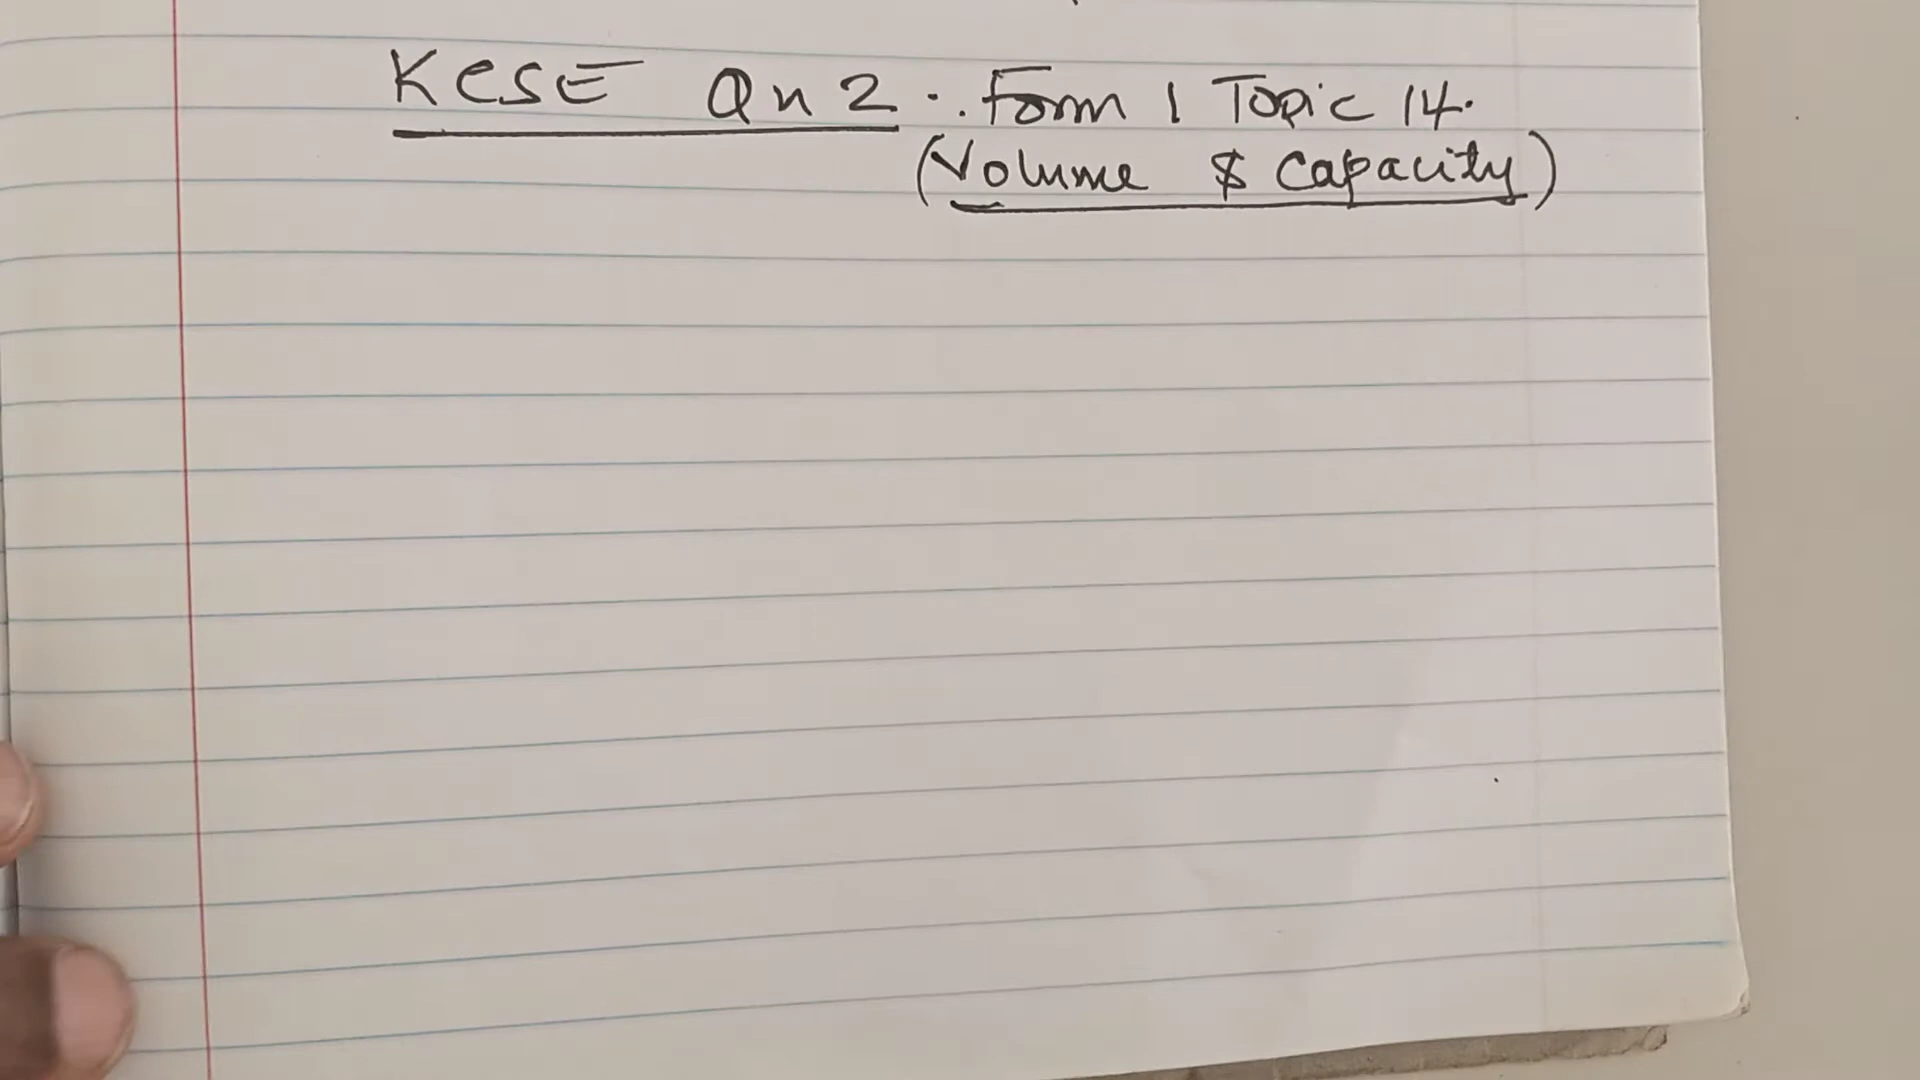 KCSE Qn 2. Form 1 Topic 14.
(Volume $ Capacity)